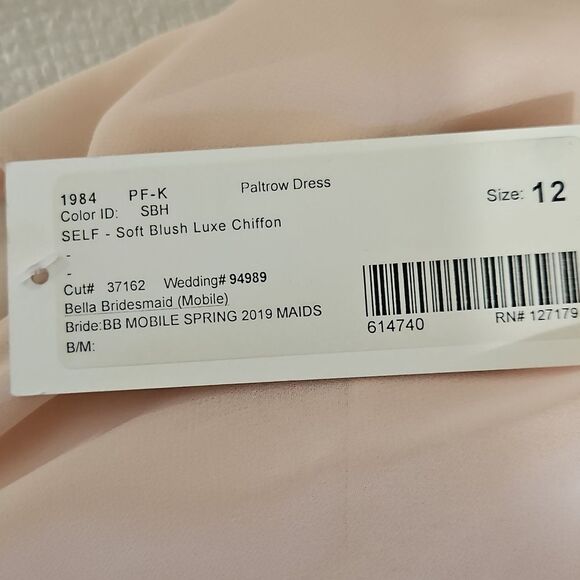 1984 PF-K Paltrow Dress Size: 12
Color ID: SBH
SELF - Soft Blush Luxe Chiffon
-
-
Cut# 37162 Wedding# 94989
Bella Bridesmaid (Mobile)
Bride:BB MOBILE SPRING 2019 MAIDS
B/M:
614740 RN# 127179